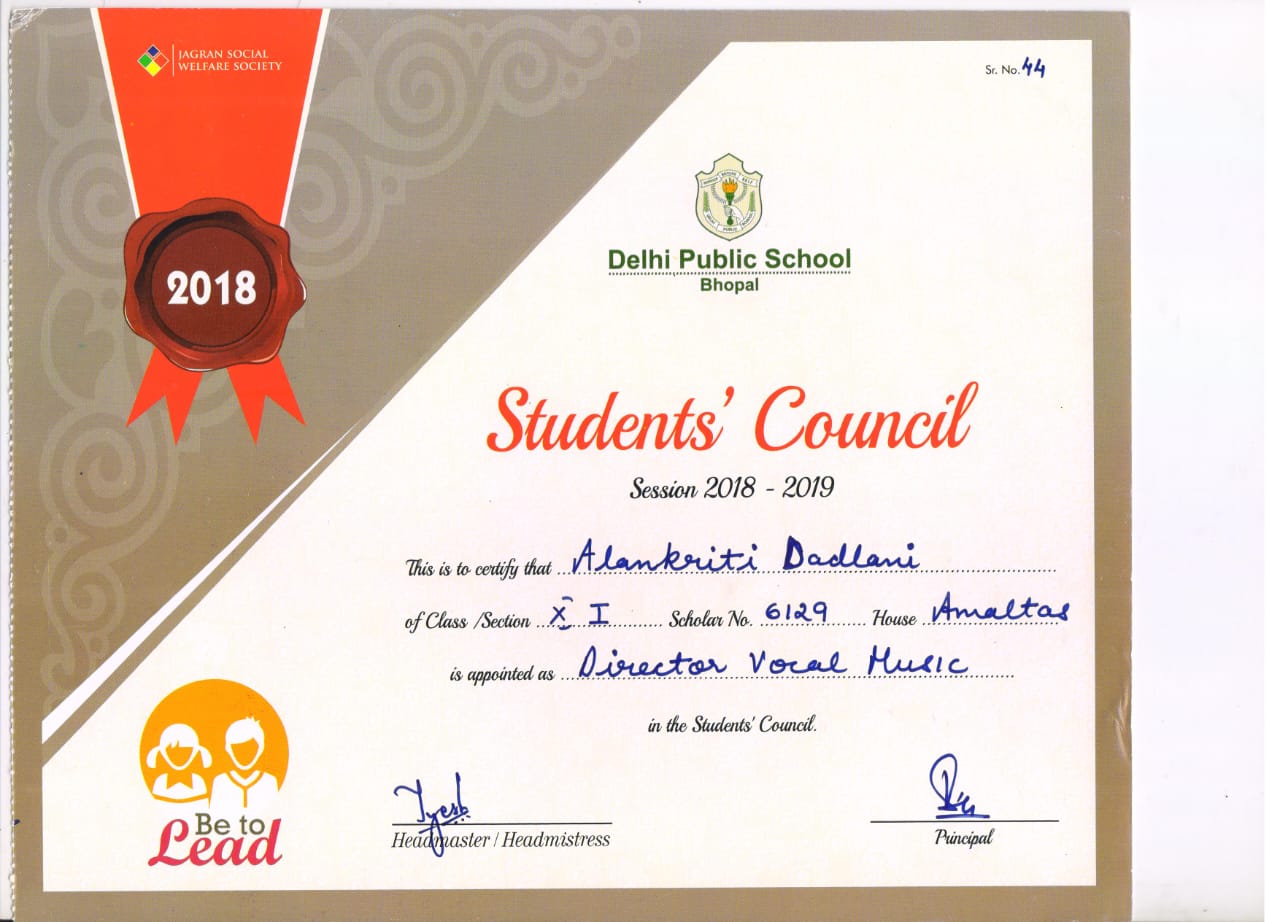 JAGRAN SOCIAL
WELFARE SOCIETY
Sr. No. 44
2018
Delhi Public School
Bhopal
Students' Council
Session 2018 - 2019
This is to certify that Alankriti Dadlani
of Class /Section X I Scholar No. 6129 House Amaltas
is appointed as Director Vocal Music
in the Students' Council.
Be to
Lead
Headmaster / Headmistress
Principal